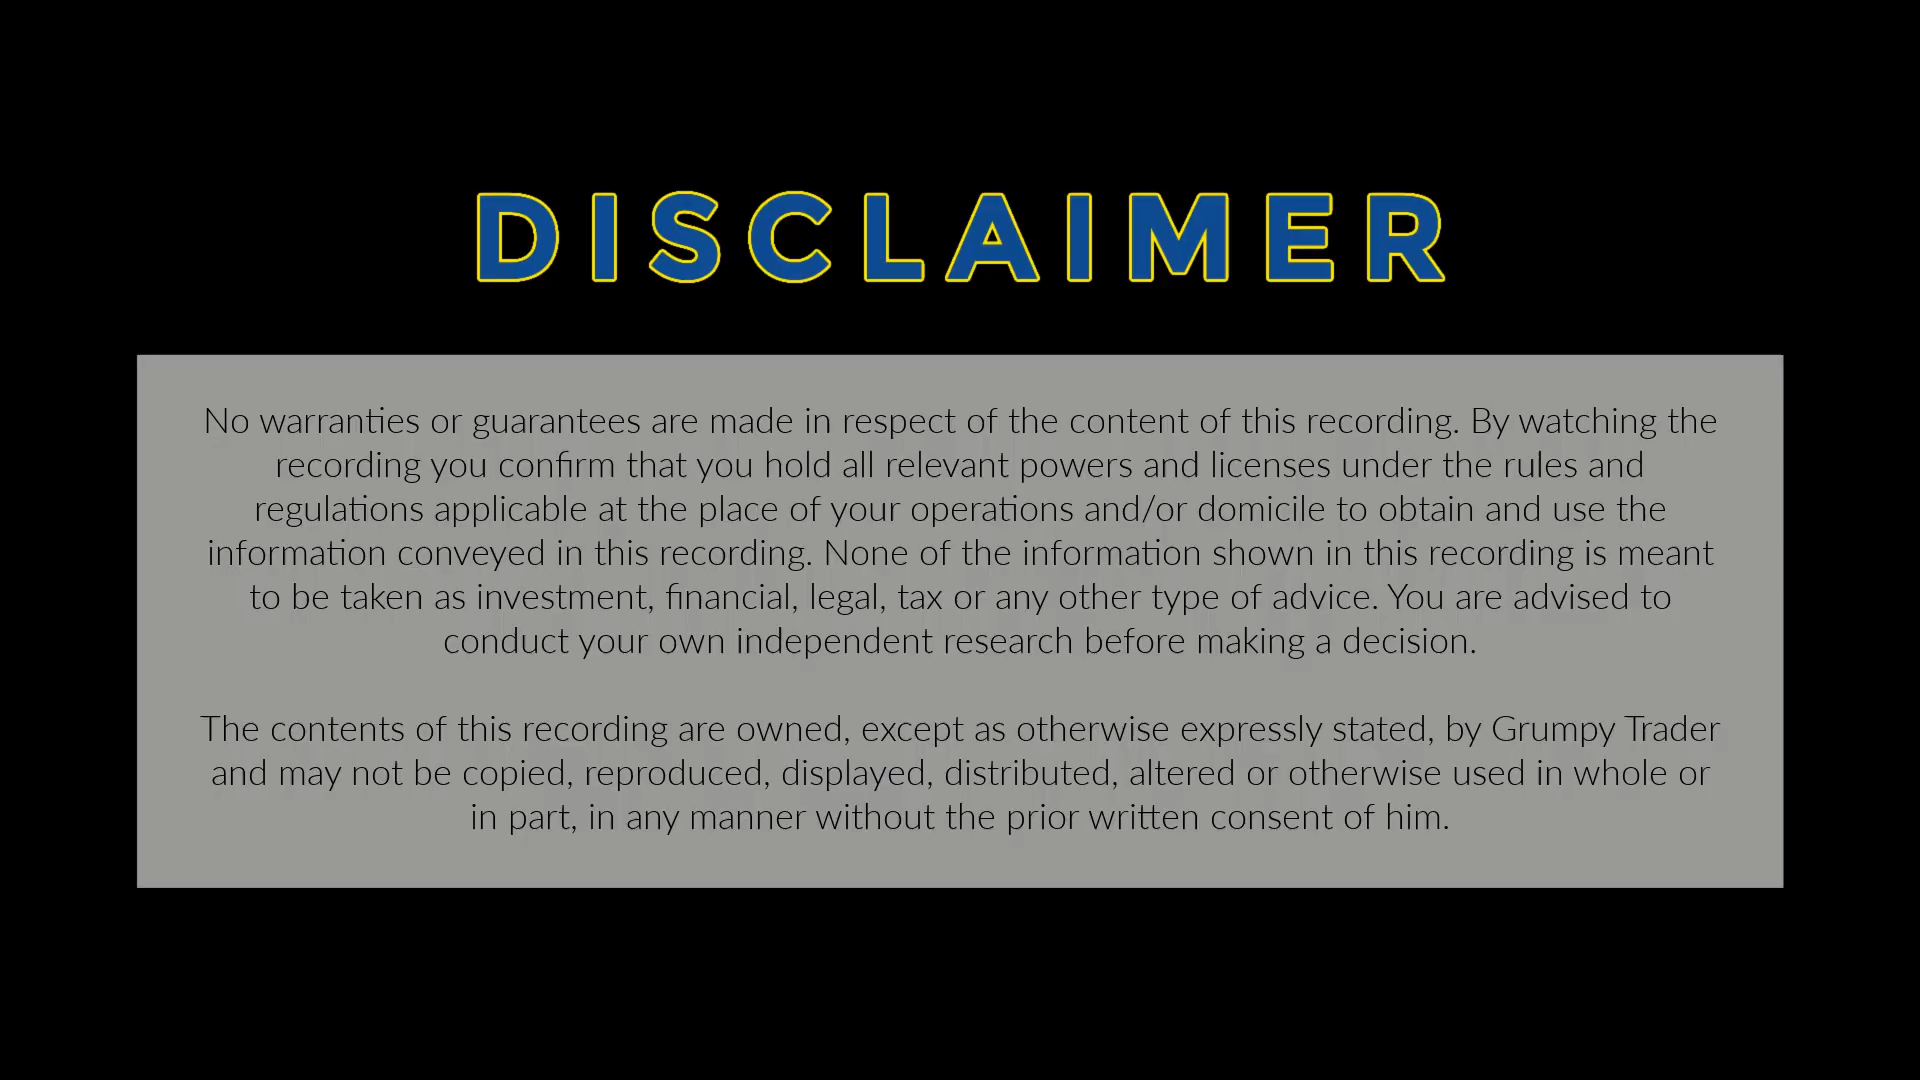 DISCLAIMER
No warranties or guarantees are made in respect of the content of this recording. By watching the
recording you confirm that you hold all relevant powers and licenses under the rules and
regulations applicable at the place of your operations and/or domicile to obtain and use the
information conveyed in this recording. None of the information shown in this recording is meant
to be taken as investment, financial, legal, tax or any other type of advice. You are advised to
conduct your own independent research before making a decision.
The contents of this recording are owned, except as otherwise expressly stated, by Grumpy Trader
and may not be copied, reproduced, displayed, distributed, altered or otherwise used in whole or
in part, in any manner without the prior written consent of him.